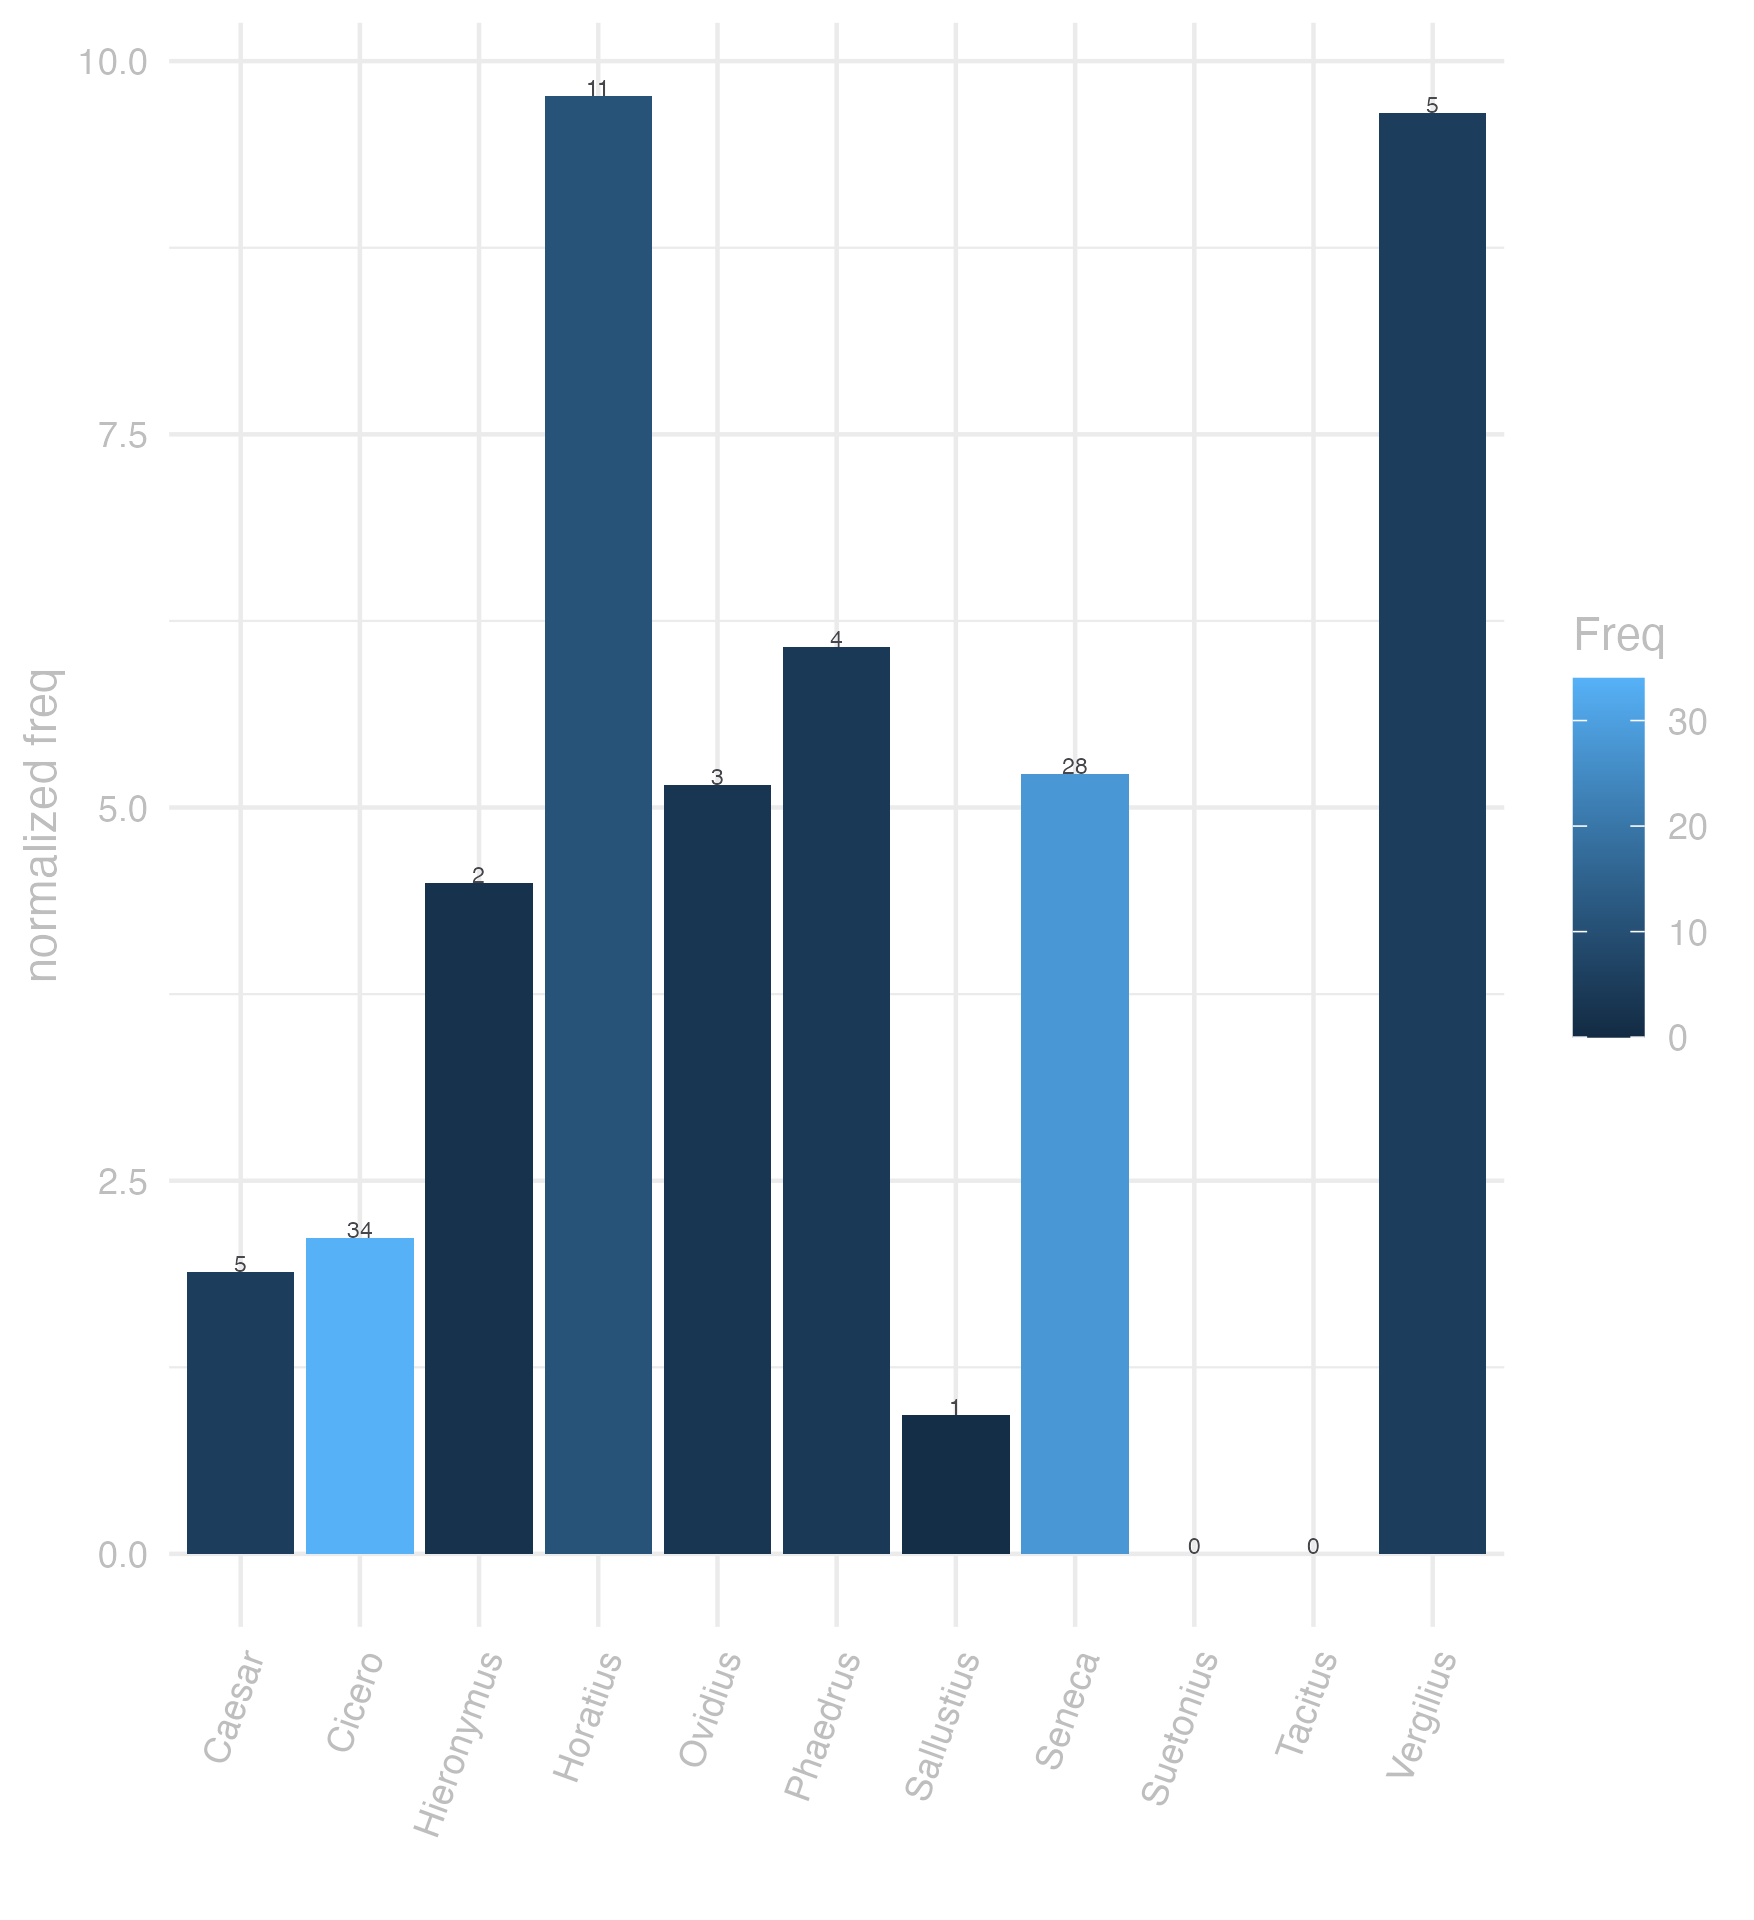 normalized freq
10.0
7.5
5.0
2.5
0.0
5
34
2
11
3
4
1
28
0
0
5
Caesar
Cicero
Hieronymus
Horatius
Ovidius
Phaedrus
Sallustius
Seneca
Suetonius
Tacitus
Vergilius
Freq
30
20
10
0